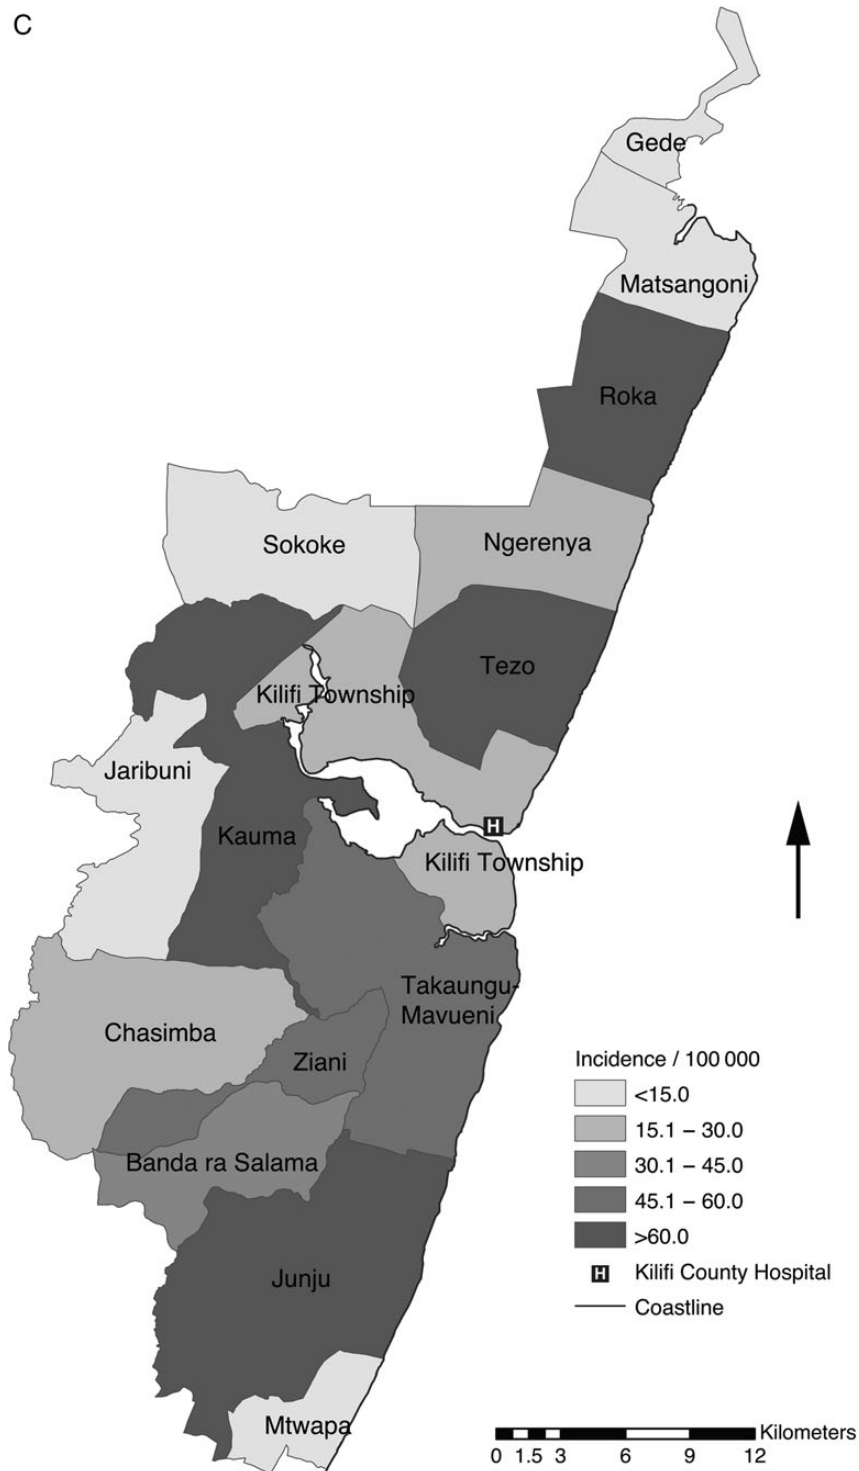 C
Gede
Matsangoni
Roka
Sokoke
Ngerenya
Tezo
Kilifi Township
Jaribuni
Kauma
H
Kilifi Township
Takaungu-
Mavueni
Chasimba
Ziani
Banda ra Salama
Junju
Mtwapa
Incidence / 100 000
<15.0
15.1 – 30.0
30.1 – 45.0
45.1 – 60.0
>60.0
H Kilifi County Hospital
Coastline
Kilometers
0 1.5 3 6 9 12